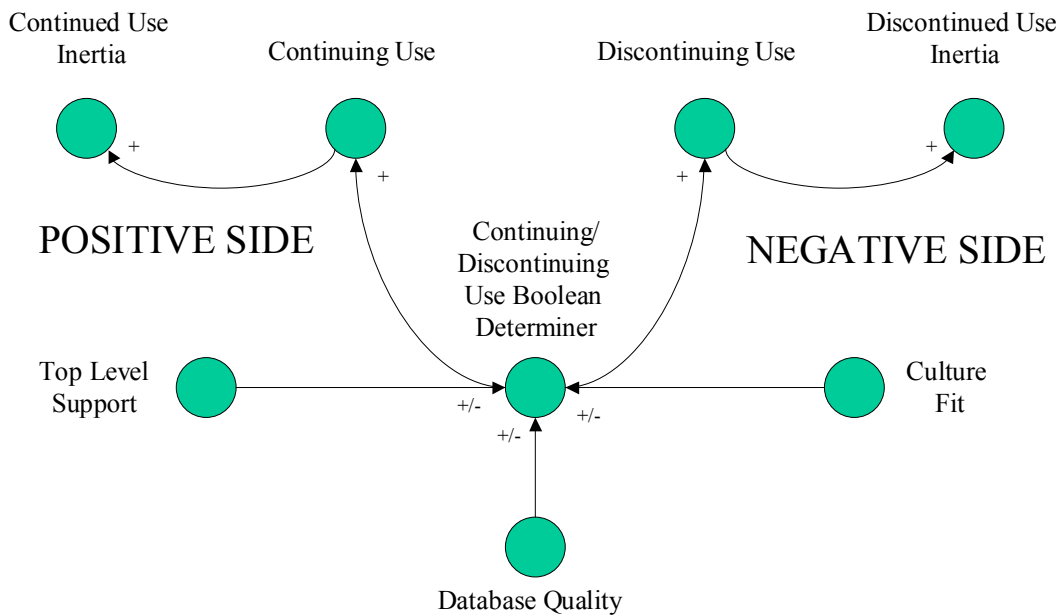 Continued Use
Inertia
Continuing Use
Discontinuing Use
Discontinued Use
Inertia
+
+
+
+
POSITIVE SIDE
Continuing/
Discontinuing
Use Boolean
Determiner
NEGATIVE SIDE
Top Level
Support
+/-
+/-
+/-
Culture
Fit
Database Quality